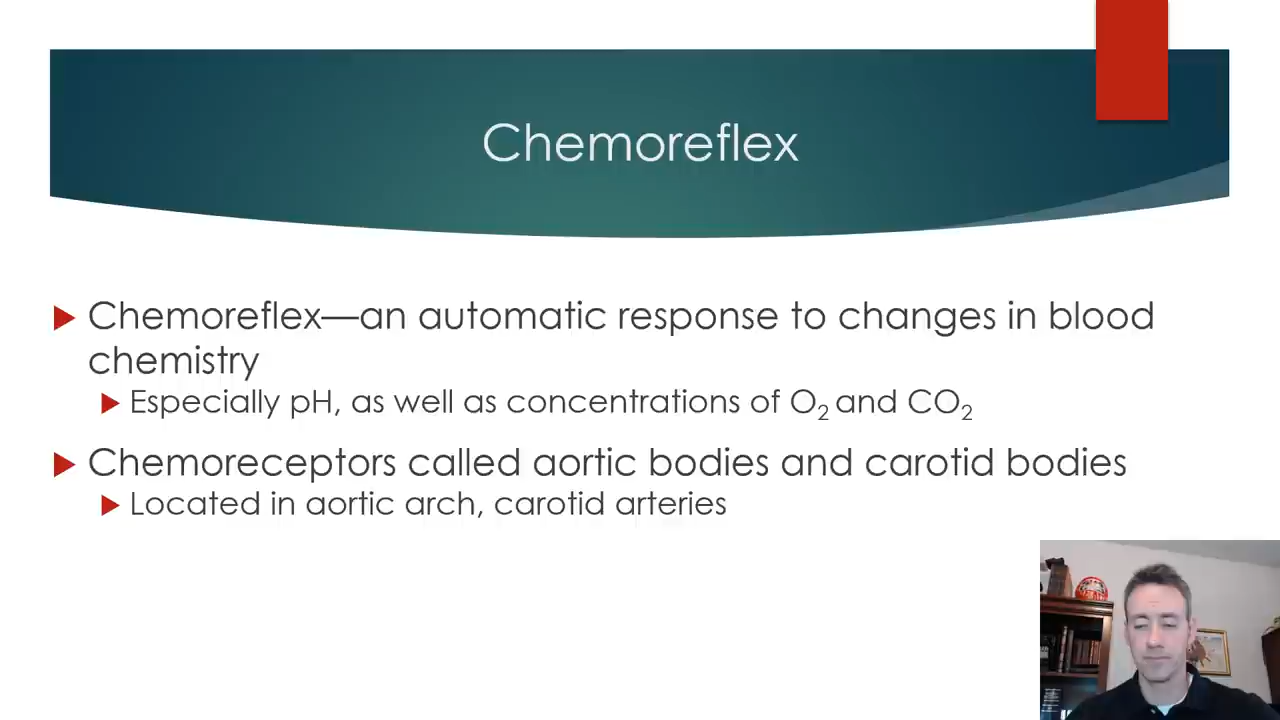 Chemoreflex
Chemoreflex—an automatic response to changes in blood
chemistry
Especially pH, as well as concentrations of O₂ and CO₂
Chemoreceptors called aortic bodies and carotid bodies
Located in aortic arch, carotid arteries